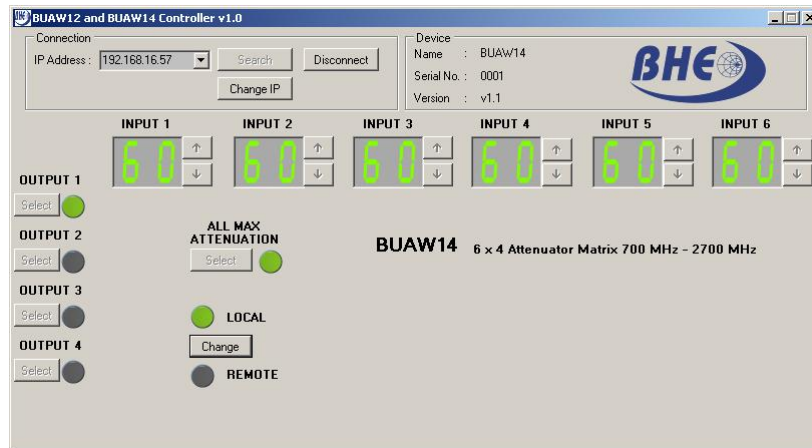 BUAW12 and BUAW14 Controller v1.0
Connection
IP Address : 192.168.16.57 Search Disconnect
Change IP
Device
Name : BUAW14
Serial No. : 0001
Version : v1.1
BHE
INPUT 1 INPUT 2 INPUT 3 INPUT 4 INPUT 5 INPUT 6
60 60 60 60 60 60
OUTPUT 1
Select
OUTPUT 2
Select
OUTPUT 3
Select
OUTPUT 4
Select
ALL MAX
ATTENUATION
Select
LOCAL
Change
REMOTE
BUAW14 6 x 4 Attenuator Matrix 700 MHz - 2700 MHz